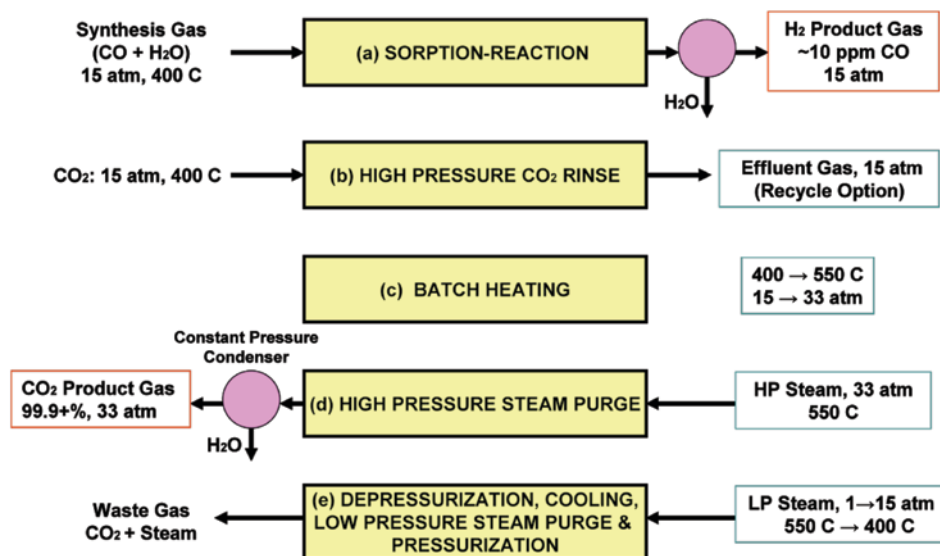 Synthesis Gas
(CO + H₂O)
15 atm, 400 C
(a) SORPTION-REACTION
H₂O
H₂ Product Gas
~10 ppm CO
15 atm
CO₂: 15 atm, 400 C
(b) HIGH PRESSURE CO₂ RINSE
Effluent Gas, 15 atm
(Recycle Option)
(c) BATCH HEATING
400 → 550 C
15 → 33 atm
Constant Pressure
Condenser
CO₂ Product Gas
99.9+%, 33 atm
H₂O
(d) HIGH PRESSURE STEAM PURGE
HP Steam, 33 atm
550 C
Waste Gas
CO₂ + Steam
(e) DEPRESSURIZATION, COOLING,
LOW PRESSURE STEAM PURGE &
PRESSURIZATION
LP Steam, 1→15 atm
550 C → 400 C